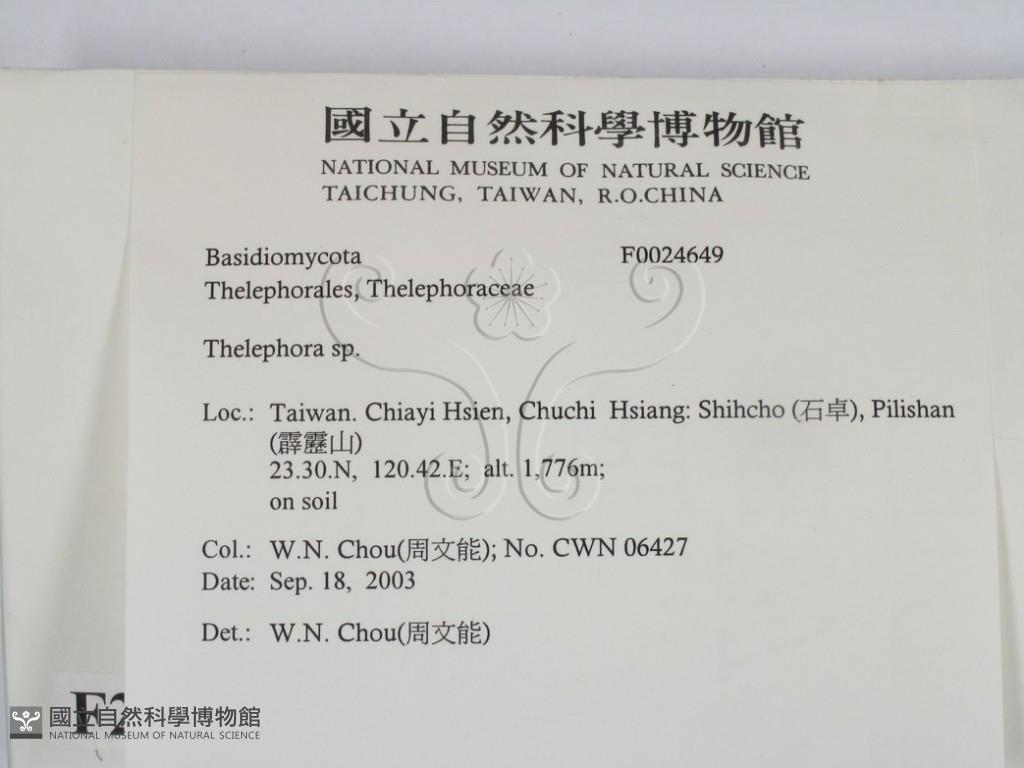 國立自然科學博物館
NATIONAL MUSEUM OF NATURAL SCIENCE
TAICHUNG, TAIWAN, R.O.CHINA
Basidiomycota F0024649
Thelephorales, Thelephoraceae
Thelephora sp.
Loc.: Taiwan. Chiayi Hsien, Chuchi Hsiang: Shihcho (石卓), Pilishan
(霹靂山)
23.30.N, 120.42.E; alt. 1,776m;
on soil
Col.: W.N. Chou(周文能); No. CWN 06427
Date: Sep. 18, 2003
Det.: W.N. Chou(周文能)
國立自然科學博物館
NATIONAL MUSEUM OF NATURAL SCIENCE